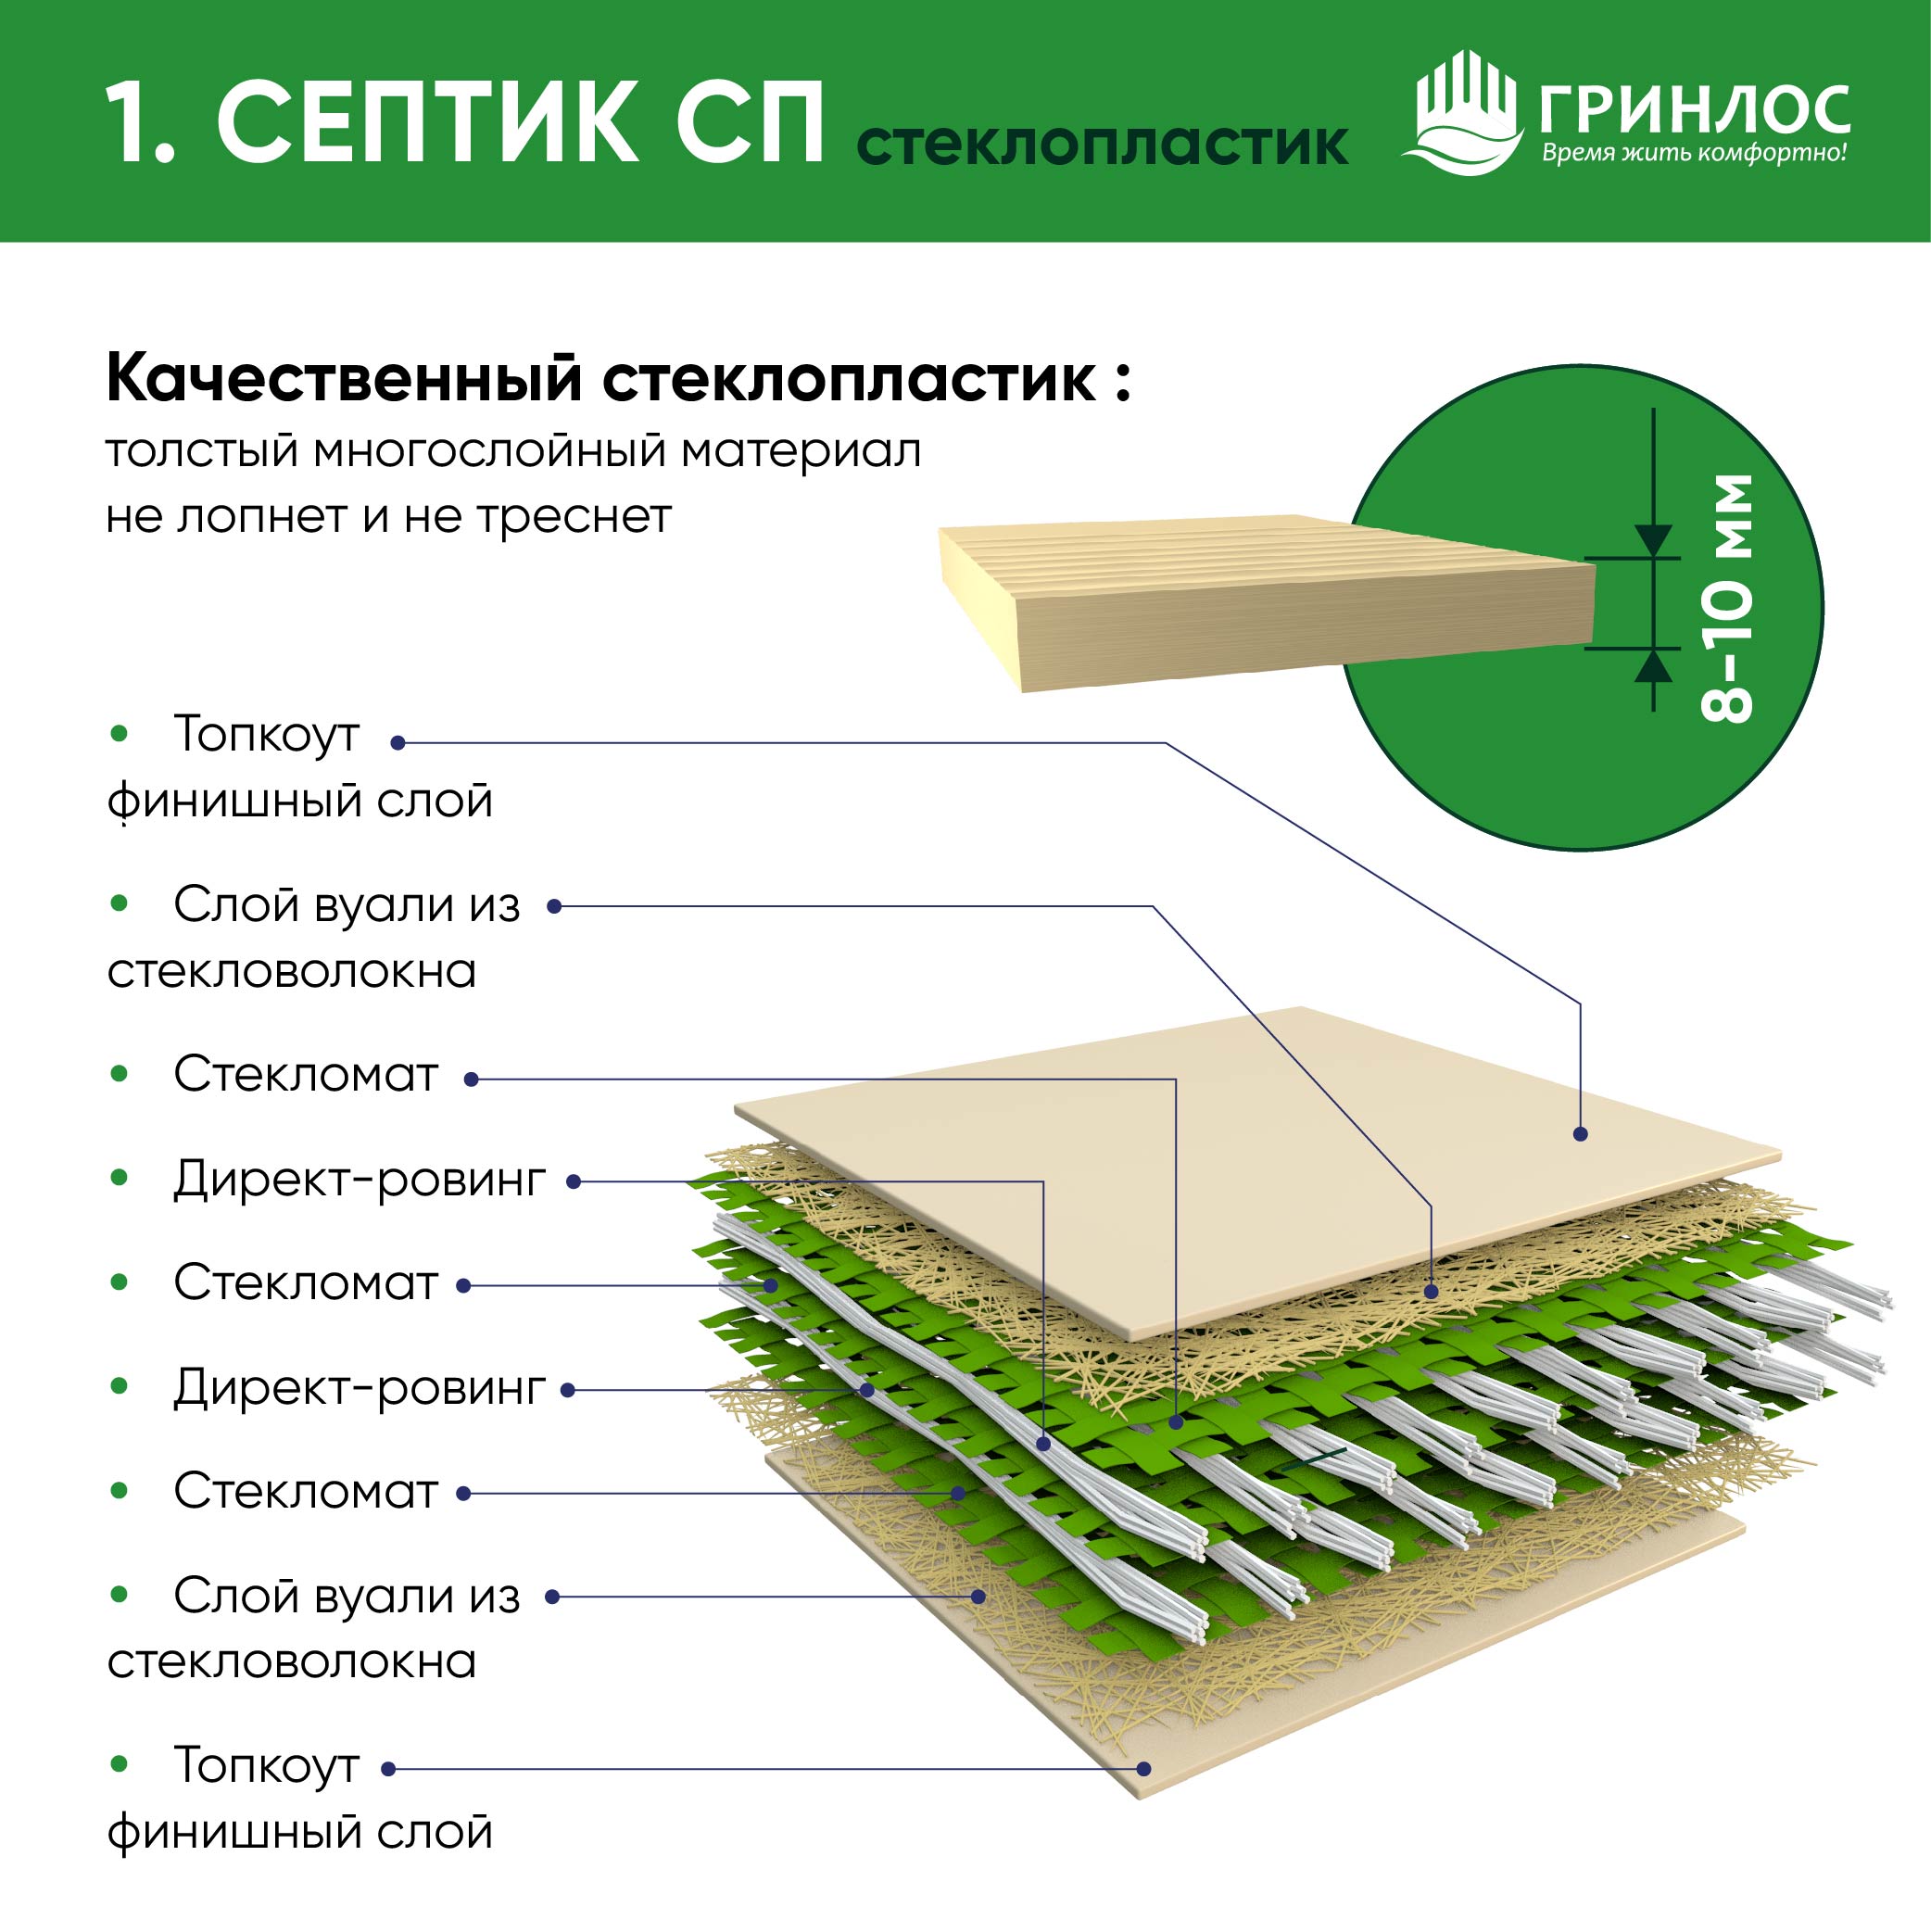 1. СЕПТИК СП стеклопластик
ГРИНЛОС
Время жить комфортно!
Качественный стеклопластик :
толстый многослойный материал
не лопнет и не треснет
8-10 мм
• Топкоут
финишный слой
• Слой вуали из
стекловолокна
• Стекломат
• Директ-ровинг
• Стекломат
• Директ-ровинг
• Стекломат
• Слой вуали из
стекловолокна
• Топкоут
финишный слой